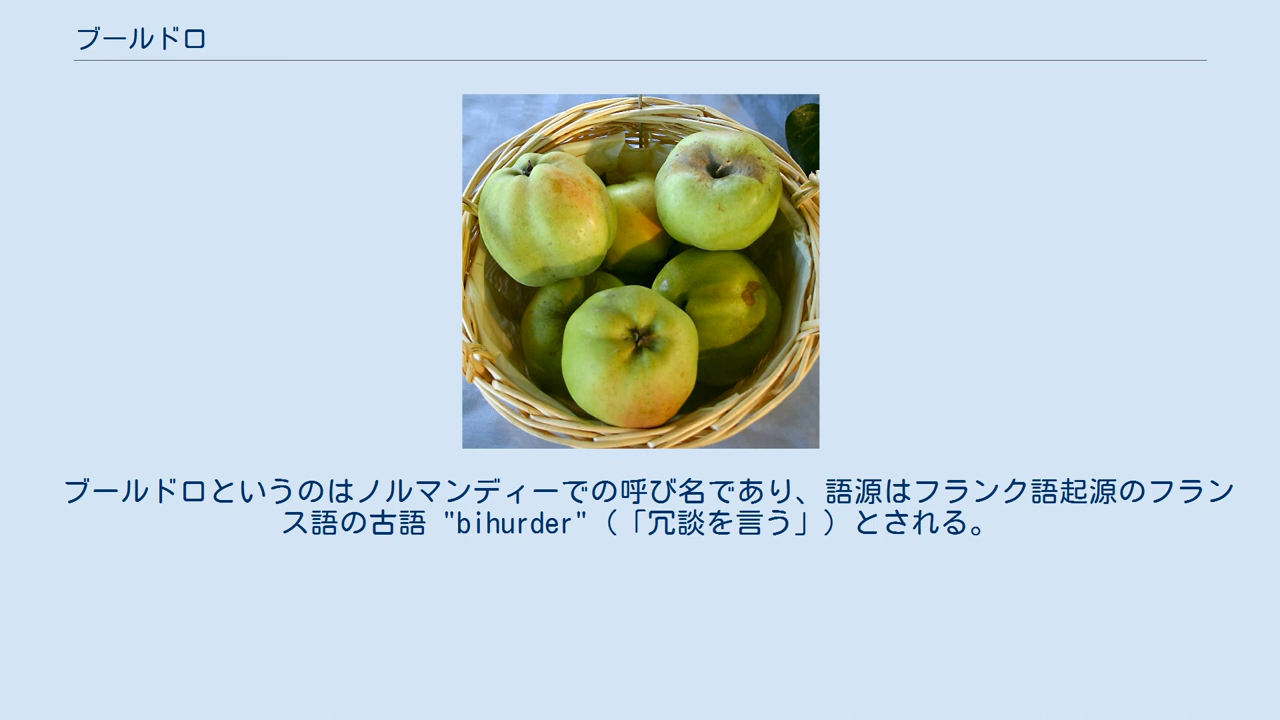 ブールドロ
ブールドロというのはノルマンディーでの呼び名であり、語源はフランク語起源のフラン
ス語の古語 "bihurder"（「冗談を言う」）とされる。